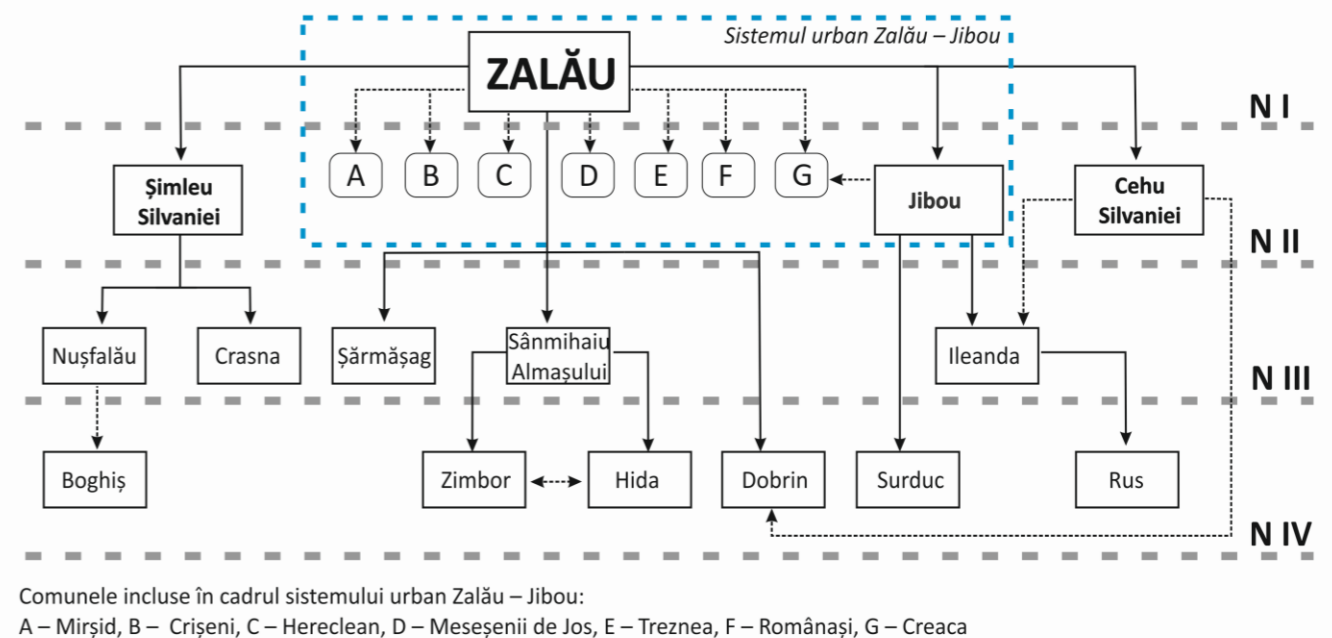 Sistemul urban Zalău – Jibou
ZALĂU
N I
A
B
C
D
E
F
G
Șimleu
Silvaniei
Jibou
Cehu
Silvaniei
N II
Nușfalău
Crasna
Șărmășag
Sânmihaiu
Almașului
Ileanda
N III
Boghiș
Zimbor
Hida
Dobrin
Surduc
Rus
N IV
Comunele incluse în cadrul sistemului urban Zalău – Jibou:
A – Mirșid, B – Crișeni, C – Hereclean, D – Meseșenii de Jos, E – Treznea, F – Românași, G – Creaca